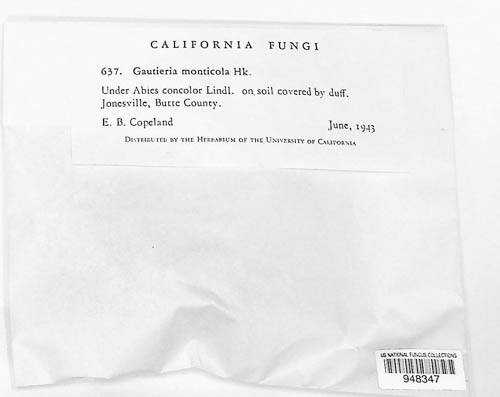 CALIFORNIA FUNGI
637. Gautieria monticola Hk.
Under Abies concolor Lindl. on soil covered by duff.
Jonesville, Butte County.
E. B. Copeland June, 1943
Distributed by the Herbarium of the University of California
US NATIONAL FUNGUS COLLECTIONS
948347